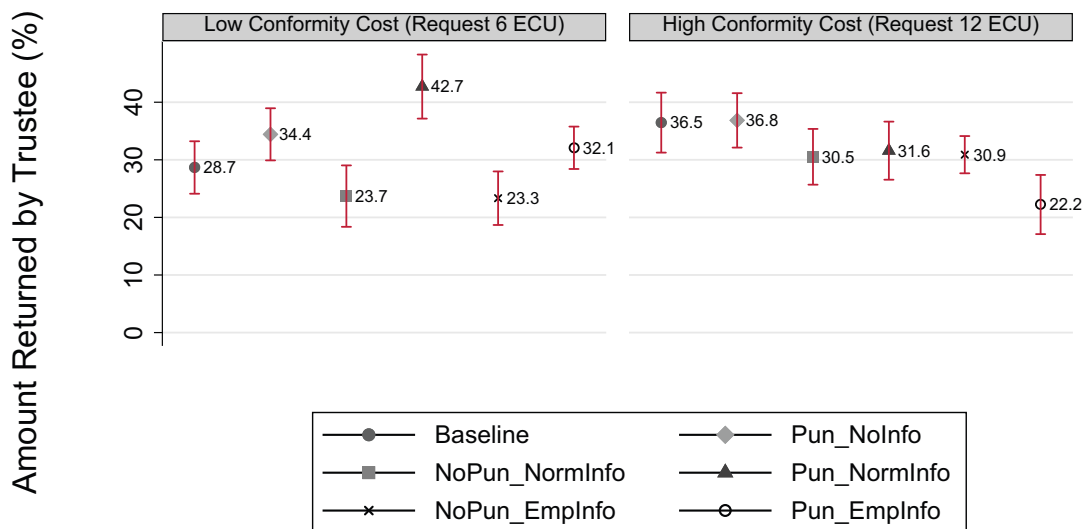 Low Conformity Cost (Request 6 ECU)
High Conformity Cost (Request 12 ECU)
Amount Returned by Trustee (%)
40
30
20
10
0
28.7
34.4
23.7
42.7
23.3
32.1
36.5
36.8
30.5
31.6
30.9
22.2
Baseline
Pun_NoInfo
NoPun_NormInfo
Pun_NormInfo
NoPun_EmpInfo
Pun_EmpInfo